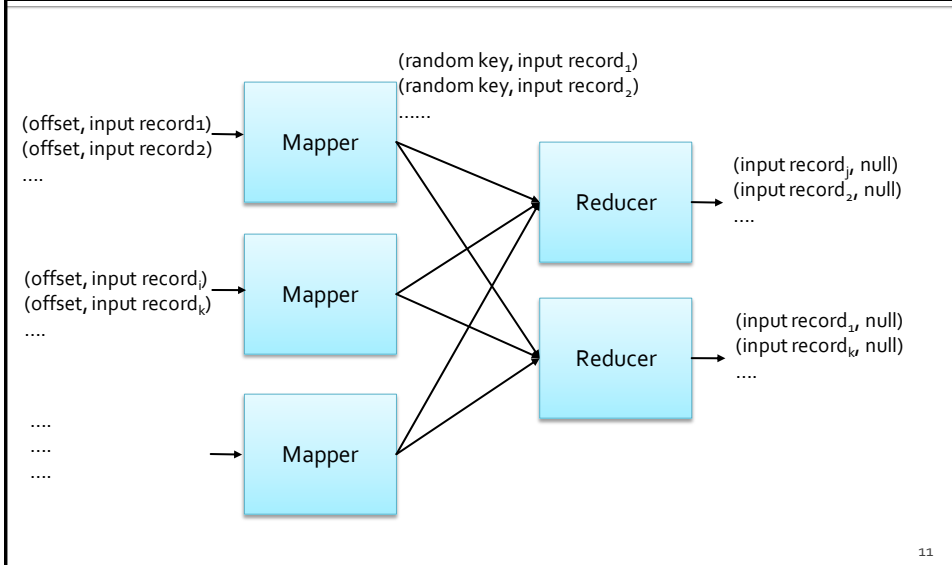 (random key, input record₁)
(random key, input record₂)
......
(offset, input record1)
(offset, input record2)
....
Mapper
Reducer
(input recordⱼ, null)
(input record₂, null)
....
(offset, input recordᵢ)
(offset, input recordₖ)
....
Mapper
Reducer
(input record₁, null)
(input recordₖ, null)
....
....
....
....
Mapper
11